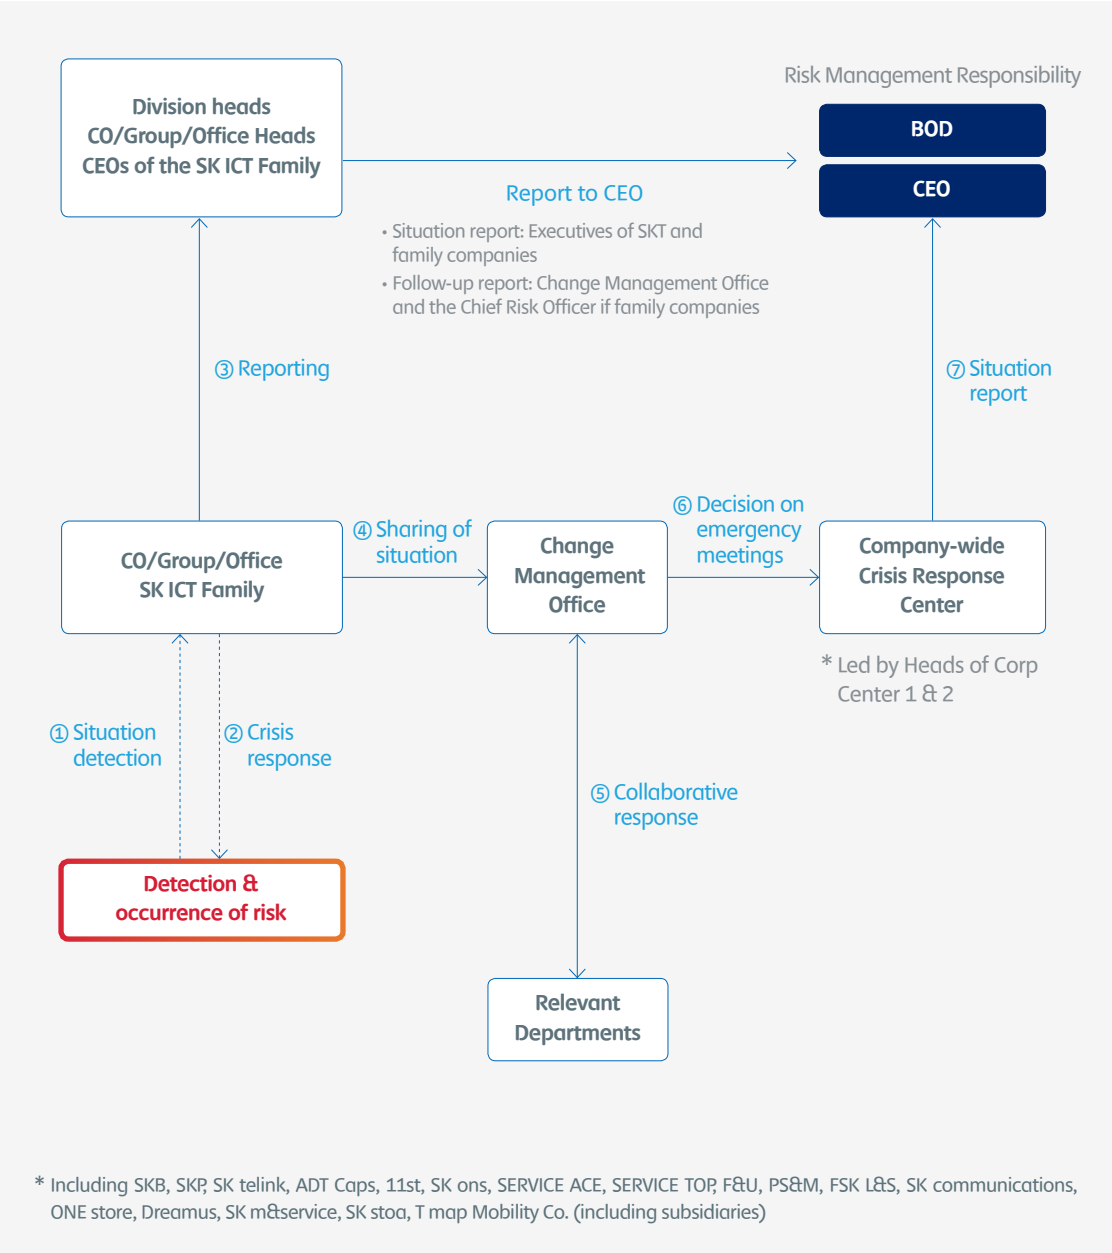 Risk Management Responsibility
Division heads
CO/Group/Office Heads
CEOs of the SK ICT Family
BOD
CEO
Report to CEO
• Situation report: Executives of SKT and
family companies
• Follow-up report: Change Management Office
and the Chief Risk Officer if family companies
③ Reporting
⑦ Situation
report
④ Sharing of
situation
⑥ Decision on
emergency
meetings
CO/Group/Office
SK ICT Family
Change
Management
Office
Company-wide
Crisis Response
Center
* Led by Heads of Corp
Center 1 & 2
① Situation
detection
② Crisis
response
⑤ Collaborative
response
Detection &
occurrence of risk
Relevant
Departments
* Including SKB, SKP, SK telink, ADT Caps, 11st, SK ons, SERVICE ACE, SERVICE TOP, F&U, PS&M, FSK L&S, SK communications,
ONE store, Dreamus, SK m&service, SK stoa, T map Mobility Co. (including subsidiaries)